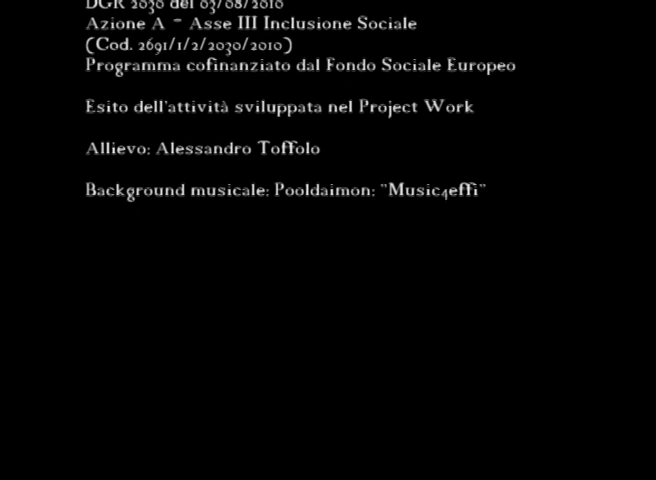 DGR 2030 del 03/08/2010
Azione A - Asse III Inclusione Sociale
(Cod. 2691/1/2/2030/2010)
Programma cofinanziato dal Fondo Sociale Europeo
Esito dell'attività sviluppata nel Project Work
Allievo: Alessandro Toffolo
Background musicale: Pooldaimon: "Music4effi"